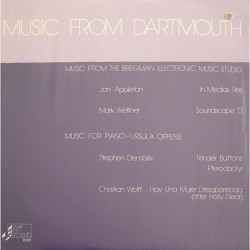 MUSIC FROM DARTMOUTH
MUSIC FROM THE BREGMAN ELECTRONIC MUSIC STUDIO
Jon Appleton In Medias Res
Mark Wellner Soundscape II
MUSIC FOR PIANO-URSULA OPPENS
Stephen Dembski Tender Buttons
Pterodactyl
Christian Wolff Hay Una Mujer Desaparecida
(after Holly Near)